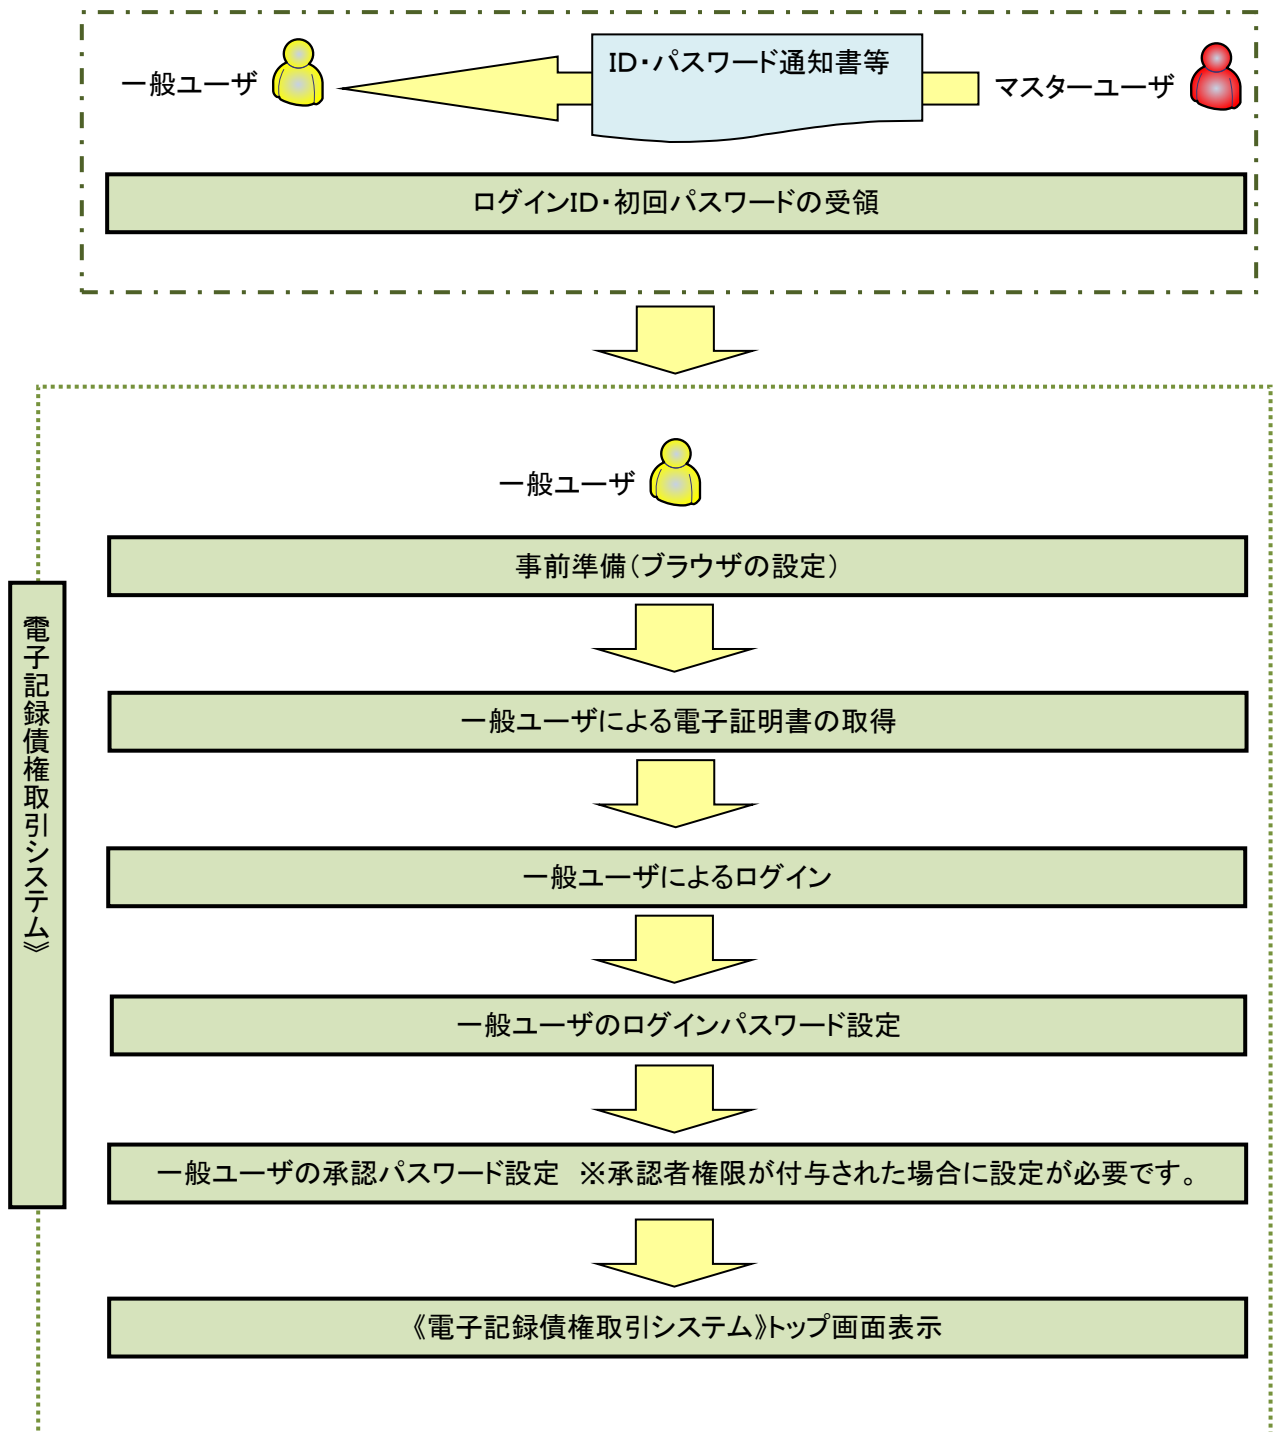 一般ユーザ
ID・パスワード通知書等
マスターユーザ
ログインID・初回パスワードの受領
一般ユーザ
事前準備（ブラウザの設定）
電子記録債権取引システム》
一般ユーザによる電子証明書の取得
一般ユーザによるログイン
一般ユーザのログインパスワード設定
一般ユーザの承認パスワード設定　※承認者権限が付与された場合に設定が必要です。
《電子記録債権取引システム》トップ画面表示